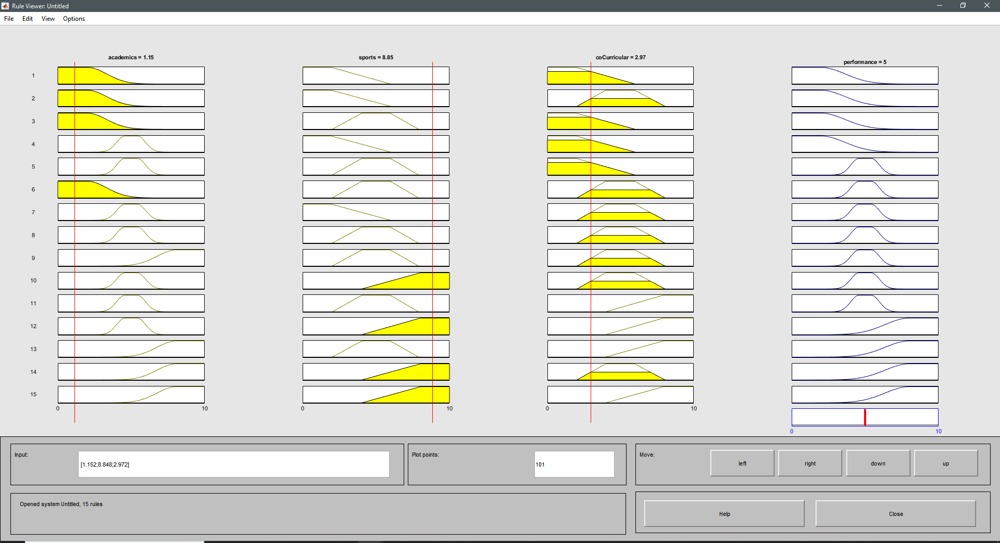 Rule Viewer: Untitled
File Edit View Options
academics = 1.15
sports = 8.85
coCurricular = 2.97
performance = 5
1
2
3
4
5
6
7
8
9
10
11
12
13
14
15
0 10
0 10
0 10
0 10
Input:
[1.152;8.848;2.972]
Plot points:
101
Move:
left
right
down
up
Opened system Untitled, 15 rules
Help
Close